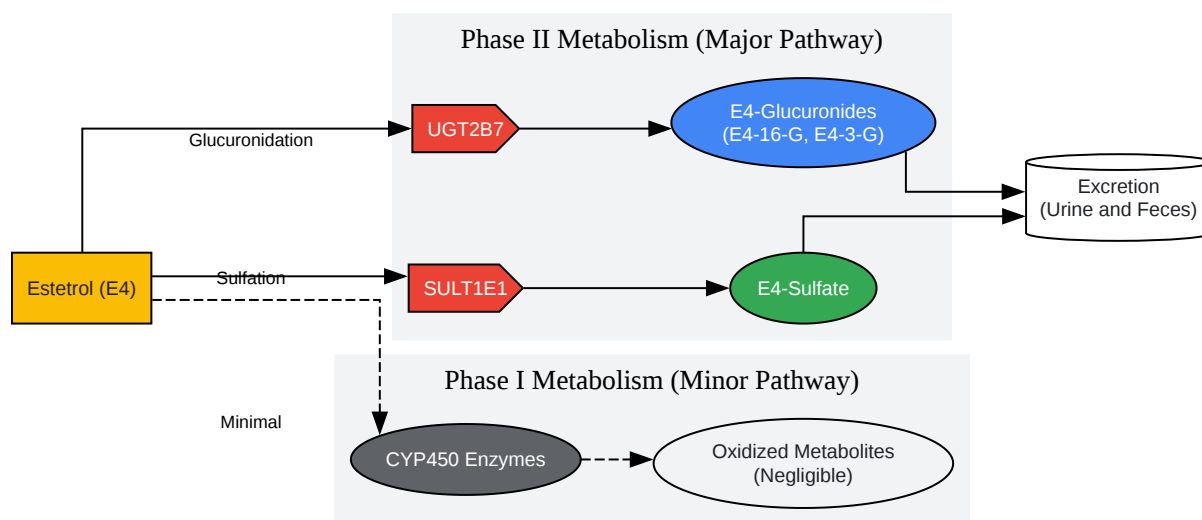 Phase II Metabolism (Major Pathway)
Glucuronidation
UGT2B7
E4-Glucuronides
(E4-16-G, E4-3-G)
Excretion
(Urine and Feces)
Estetrol (E4)
Sulfation
SULT1E1
E4-Sulfate
Phase I Metabolism (Minor Pathway)
Minimal
CYP450 Enzymes
Oxidized Metabolites
(Negligible)